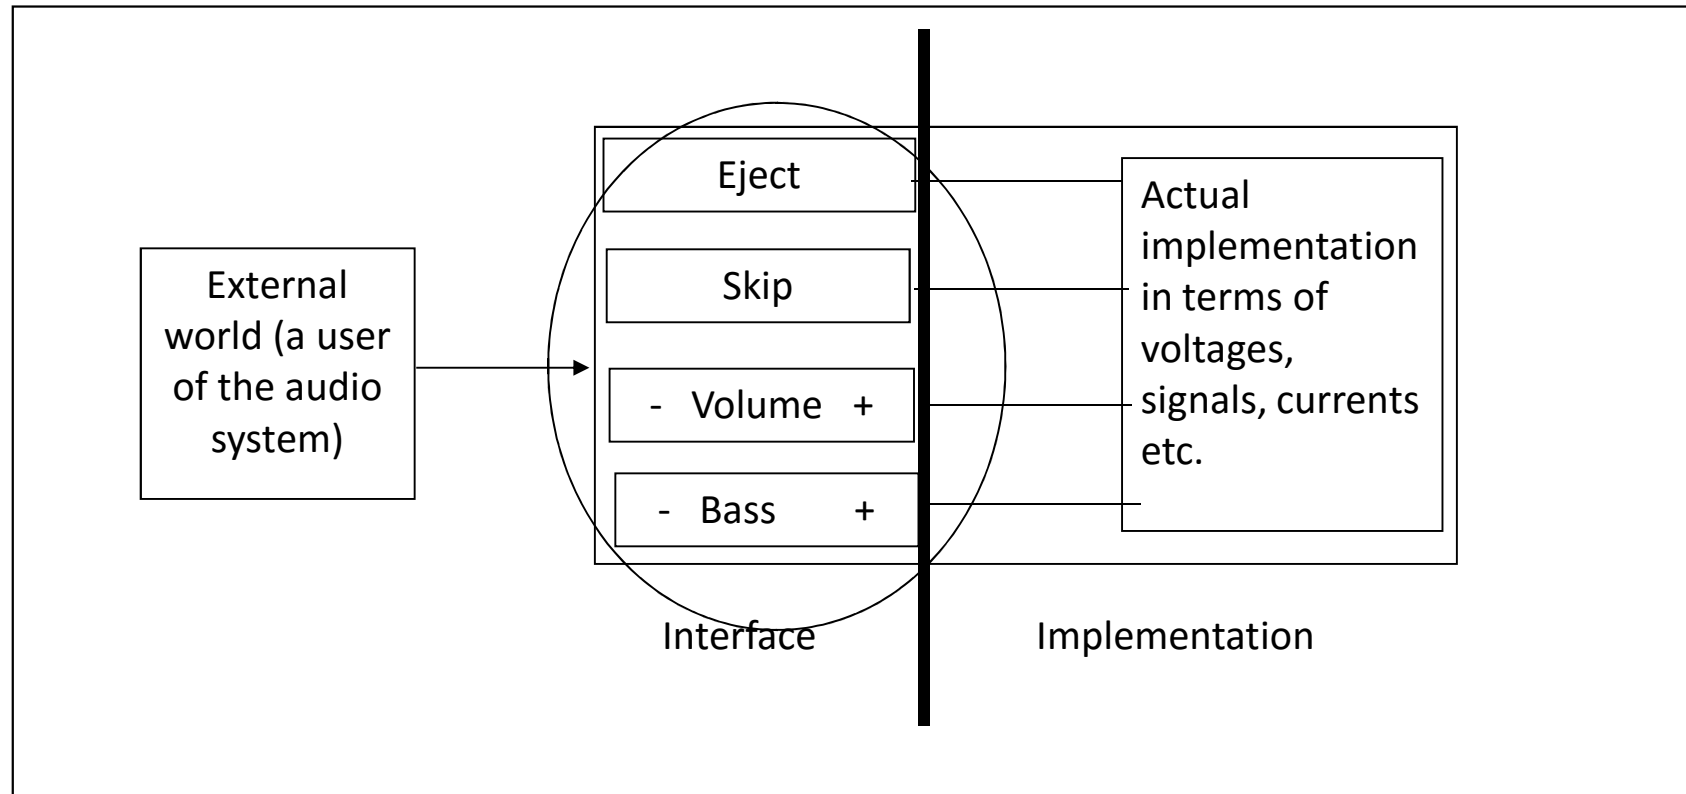 External
world (a user
of the audio
system)
Eject
Skip
- Volume +
- Bass +
Actual
implementation
in terms of
voltages,
signals, currents
etc.
Interface
Implementation